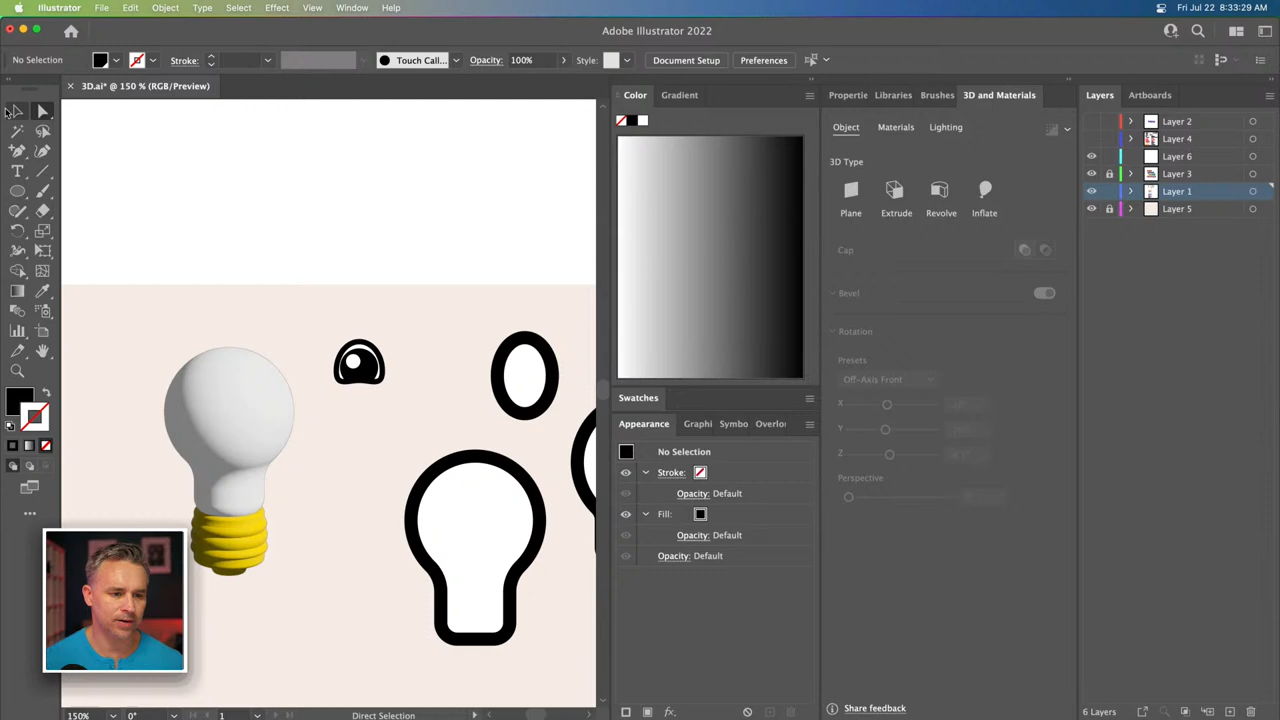 Illustrator File Edit Object Type Select Effect View Window Help
Fri Jul 22 8:33:29 AM
Adobe Illustrator 2022
No Selection
Stroke:
Touch Call...
Opacity: 100%
Style:
Document Setup
Preferences
3D.ai* @ 150 % (RGB/Preview)
Color
Gradient
Propertie
Libraries
Brushes
3D and Materials
Layers
Artboards
Object
Materials
Lighting
3D Type
Plane
Extrude
Revolve
Inflate
Cap
Bevel
Rotation
Presets
Off-Axis Front
X
Y
Z
Perspective
Layer 2
Layer 4
Layer 6
Layer 3
Layer 1
Layer 5
Swatches
Appearance
Graphi
Symbo
Overloo
No Selection
Stroke:
Opacity: Default
Fill:
Opacity: Default
Opacity: Default
150%
0°
1
Direct Selection
Share feedback
6 Layers